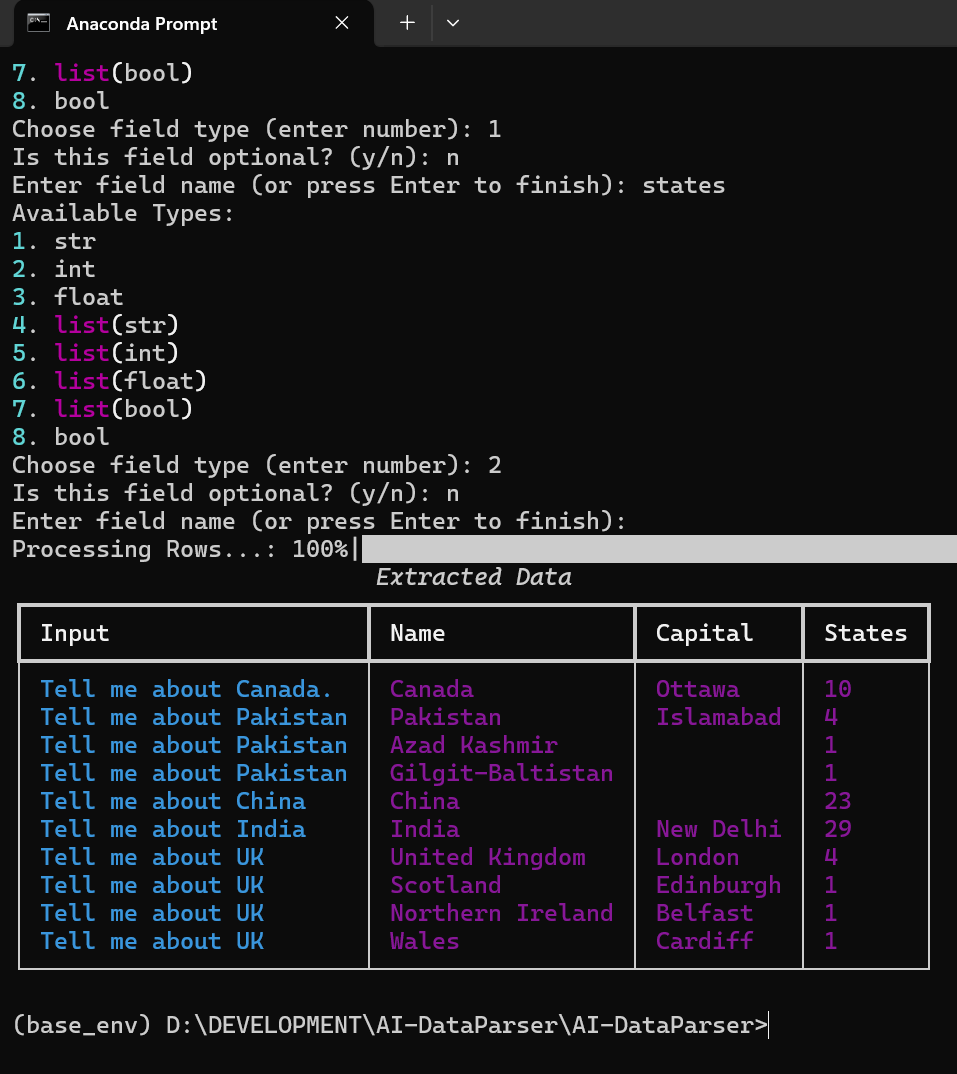 Anaconda Prompt
7. list(bool)
8. bool
Choose field type (enter number): 1
Is this field optional? (y/n): n
Enter field name (or press Enter to finish): states
Available Types:
1. str
2. int
3. float
4. list(str)
5. list(int)
6. list(float)
7. list(bool)
8. bool
Choose field type (enter number): 2
Is this field optional? (y/n): n
Enter field name (or press Enter to finish):
Processing Rows...: 100%|
Extracted Data
Input Name Capital States
Tell me about Canada. Canada Ottawa 10
Tell me about Pakistan Pakistan Islamabad 4
Tell me about Pakistan Azad Kashmir 1
Tell me about Pakistan Gilgit-Baltistan 1
Tell me about China China 23
Tell me about India India New Delhi 29
Tell me about UK United Kingdom London 4
Tell me about UK Scotland Edinburgh 1
Tell me about UK Northern Ireland Belfast 1
Tell me about UK Wales Cardiff 1
(base_env) D:\DEVELOPMENT\AI-DataParser\AI-DataParser>